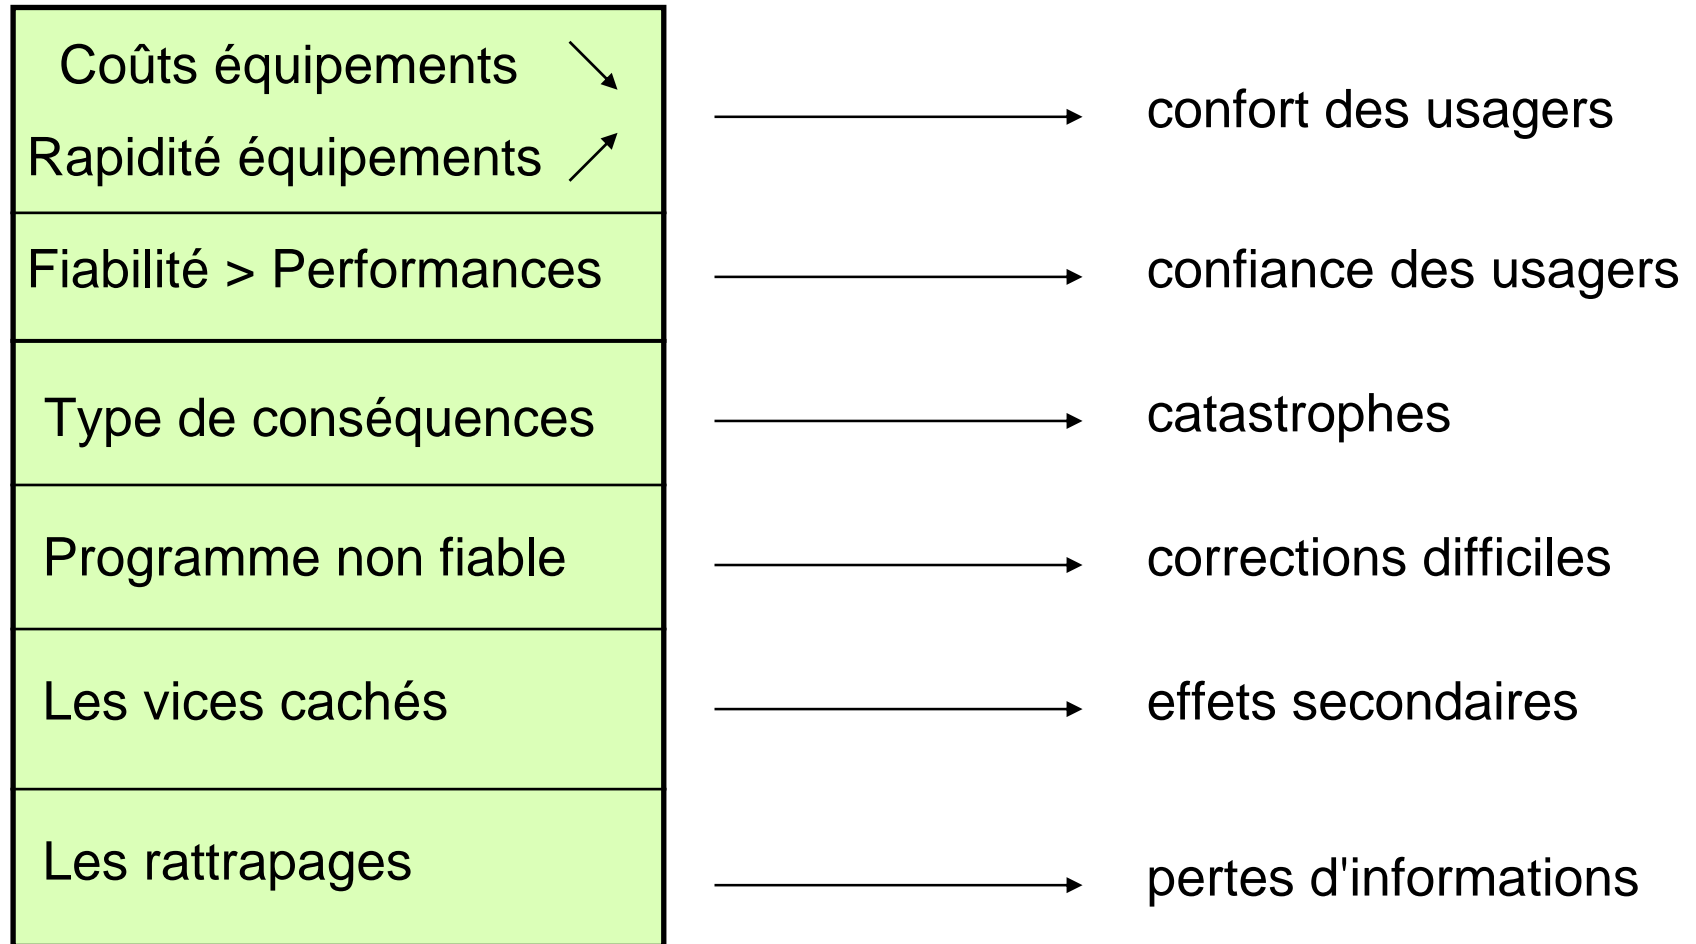 Coûts équipements
Rapidité équipements
confort des usagers
Fiabilité > Performances
confiance des usagers
Type de conséquences
catastrophes
Programme non fiable
corrections difficiles
Les vices cachés
effets secondaires
Les rattrapages
pertes d'informations